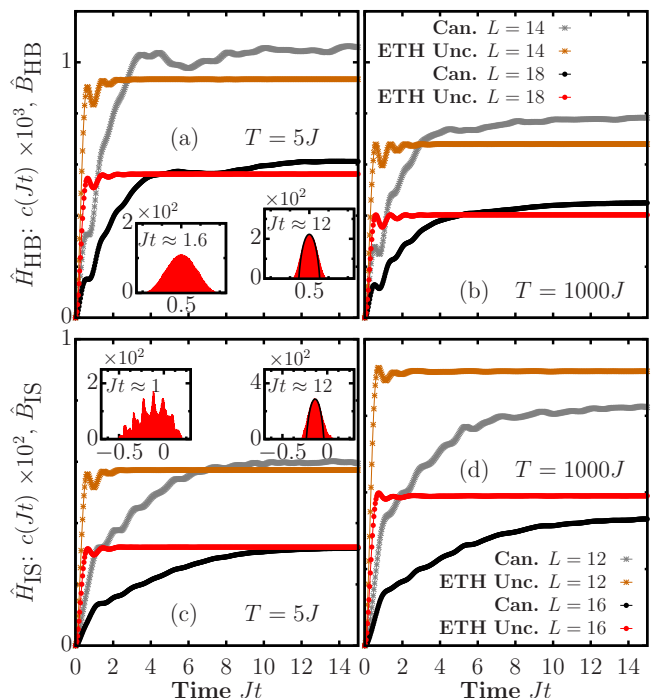 Ĥ_HB: c(Jt) ×10³, B̂_HB
1
0
(a) T = 5J
×10²
2
0
Jt ≈ 1.6
0.5
×10²
2
0
Jt ≈ 12
0.5
Can. L = 14
ETH Unc. L = 14
Can. L = 18
ETH Unc. L = 18
(b) T = 1000J
Ĥ_IS: c(Jt) ×10², B̂_IS
1
0
×10²
2
0
Jt ≈ 1
−0.5 0
×10²
4
2
0
Jt ≈ 12
−0.5 0
(c) T = 5J
(d) T = 1000J
Can. L = 12
ETH Unc. L = 12
Can. L = 16
ETH Unc. L = 16
0 2 4 6 8 10 12 14
0 2 4 6 8 10 12 14
Time Jt
Time Jt